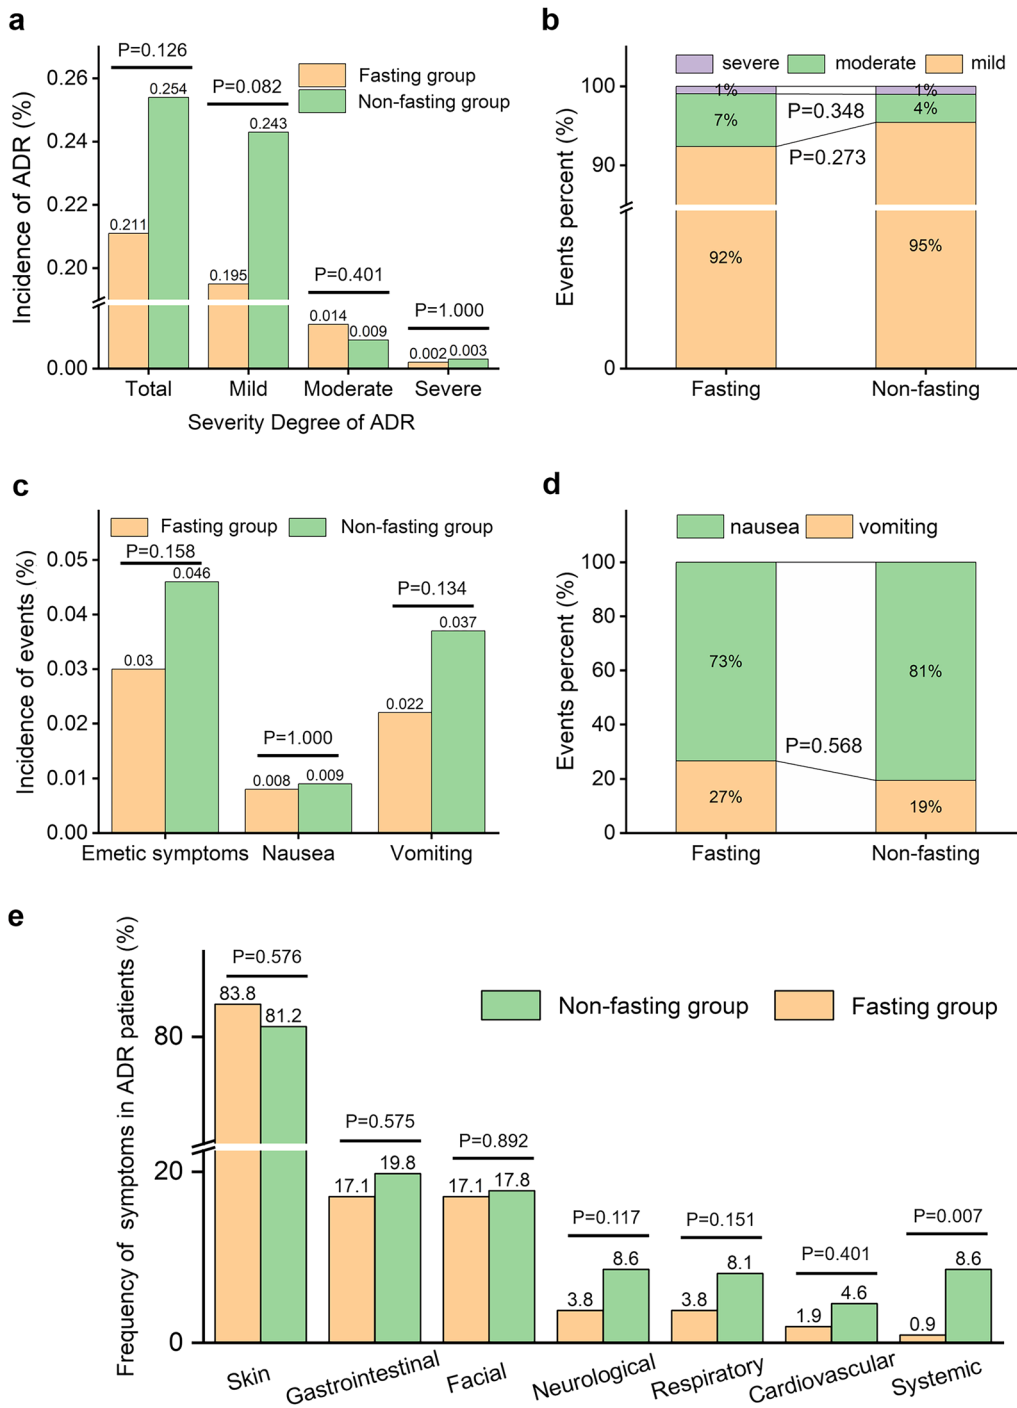 a
P=0.126
P=0.082
P=0.401
P=1.000
Fasting group
Non-fasting group
0.26
0.24
0.22
0.20
0.00
Incidence of ADR (%)
0.211
0.254
0.195
0.243
0.014
0.009
0.002
0.003
Total
Mild
Moderate
Severe
Severity Degree of ADR
b
severe
moderate
mild
100
90
0
Events percent (%)
1%
1%
7%
4%
P=0.348
P=0.273
92%
95%
Fasting
Non-fasting
c
Fasting group
Non-fasting group
P=0.158
P=1.000
P=0.134
0.05
0.04
0.03
0.02
0.01
0.00
Incidence of events (%)
0.03
0.046
0.008
0.009
0.022
0.037
Emetic symptoms
Nausea
Vomiting
d
nausea
vomiting
100
80
60
40
20
0
Events percent (%)
73%
81%
P=0.568
27%
19%
Fasting
Non-fasting
e
Non-fasting group
Fasting group
80
20
0
Frequency of symptoms in ADR patients (%)
P=0.576
83.8
81.2
P=0.575
17.1
19.8
P=0.892
17.1
17.8
P=0.117
3.8
8.6
P=0.151
3.8
8.1
P=0.401
1.9
4.6
P=0.007
0.9
8.6
Skin
Gastrointestinal
Facial
Neurological
Respiratory
Cardiovascular
Systemic